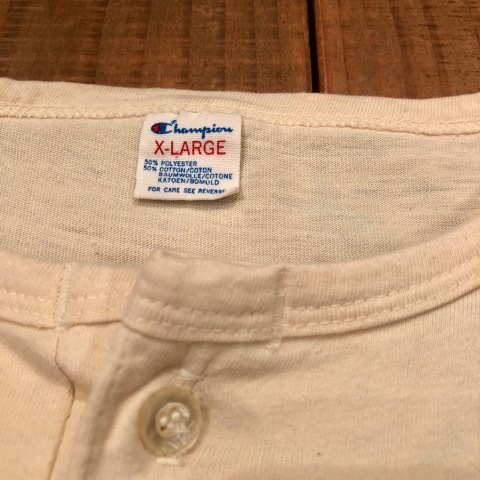 Champion
X-LARGE
50% POLYESTER
50% COTTON/COTON
BAUMWOLLE/COTONE
KATOEN/BOMULD
FOR CARE SEE REVERSE